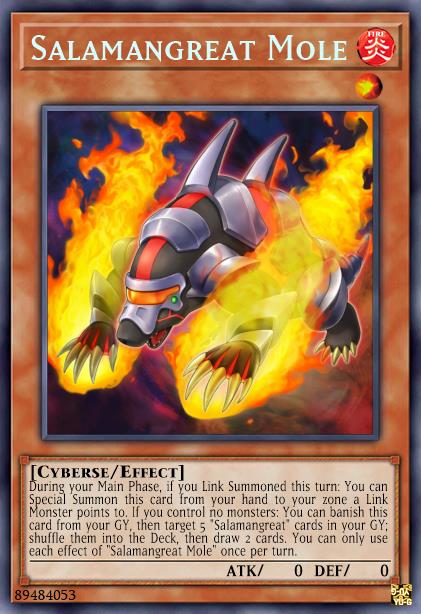 SALAMANGREAT MOLE
FIRE
炎
[CYBERSE/EFFECT]
During your Main Phase, if you Link Summoned this turn: You can
Special Summon this card from your hand to your zone a Link
Monster points to. If you control no monsters: You can banish this
card from your GY, then target 5 "Salamangreat" cards in your GY;
shuffle them into the Deck, then draw 2 cards. You can only use
each effect of "Salamangreat Mole" once per turn.
ATK/ 0 DEF/ 0
89484053